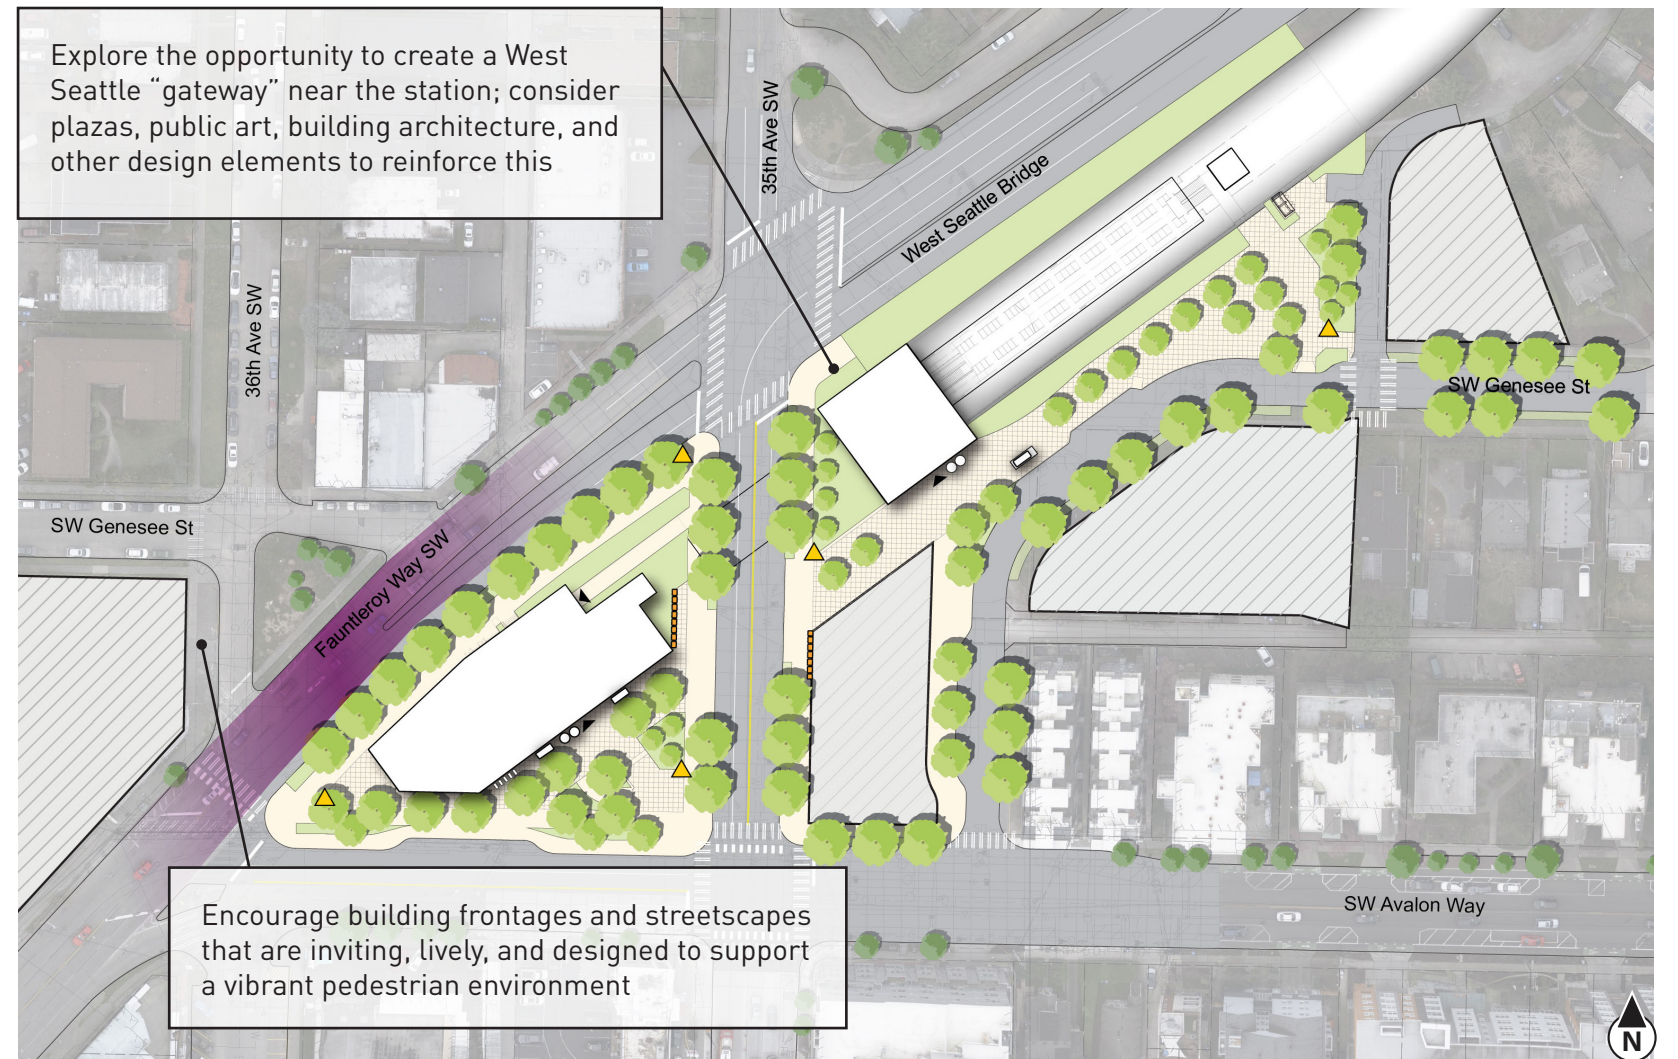 Explore the opportunity to create a West
Seattle “gateway” near the station; consider
plazas, public art, building architecture, and
other design elements to reinforce this
35th Ave SW
West Seattle Bridge
36th Ave SW
SW Genesee St
SW Genesee St
Fauntleroy Way SW
SW Avalon Way
Encourage building frontages and streetscapes
that are inviting, lively, and designed to support
a vibrant pedestrian environment
N